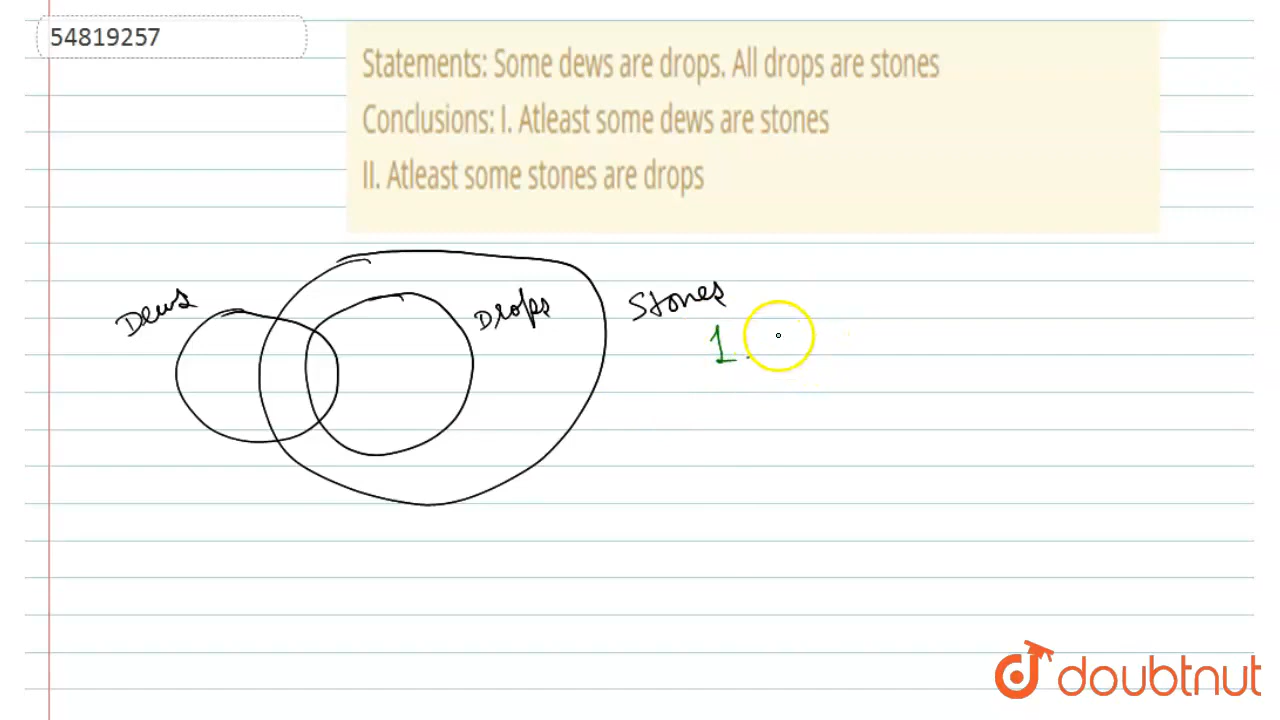 54819257
Statements: Some dews are drops. All drops are stones
Conclusions: I. Atleast some dews are stones
II. Atleast some stones are drops
Dews
Drops
Stones
1.
doubtnut